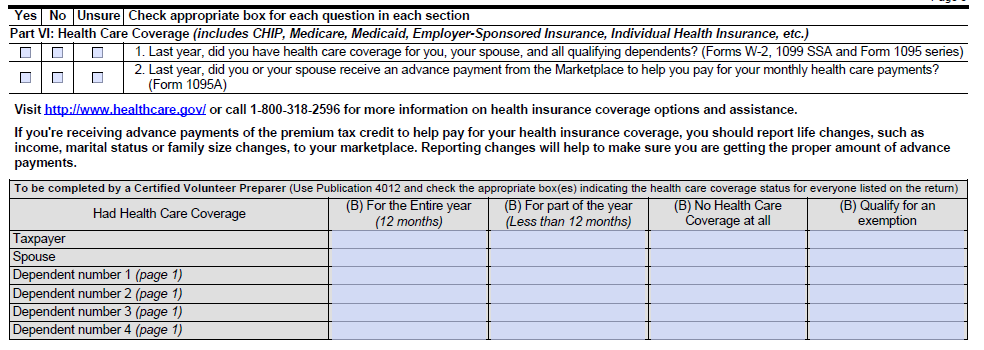 Yes No Unsure Check appropriate box for each question in each section
Part VI: Health Care Coverage (includes CHIP, Medicare, Medicaid, Employer-Sponsored Insurance, Individual Health Insurance, etc.)
1. Last year, did you have health care coverage for you, your spouse, and all qualifying dependents? (Forms W-2, 1099 SSA and Form 1095 series)
2. Last year, did you or your spouse receive an advance payment from the Marketplace to help you pay for your monthly health care payments?
(Form 1095A)
Visit http://www.healthcare.gov/ or call 1-800-318-2596 for more information on health insurance coverage options and assistance.
If you're receiving advance payments of the premium tax credit to help pay for your health insurance coverage, you should report life changes, such as
income, marital status or family size changes, to your marketplace. Reporting changes will help to make sure you are getting the proper amount of advance
payments.
To be completed by a Certified Volunteer Preparer (Use Publication 4012 and check the appropriate box(es) indicating the health care coverage status for everyone listed on the return)
Had Health Care Coverage
(B) For the Entire year
(12 months)
(B) For part of the year
(Less than 12 months)
(B) No Health Care
Coverage at all
(B) Qualify for an
exemption
Taxpayer
Spouse
Dependent number 1 (page 1)
Dependent number 2 (page 1)
Dependent number 3 (page 1)
Dependent number 4 (page 1)